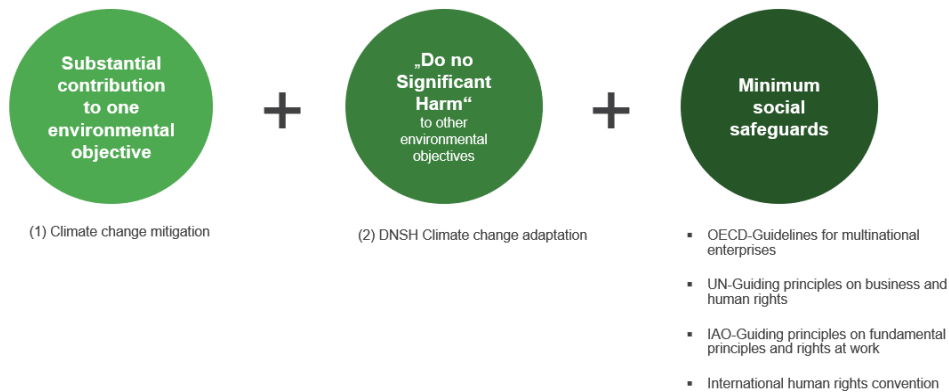 Substantial
contribution
to one
environmental
objective
+
„Do no
Significant
Harm“
to other
environmental
objectives
+
Minimum
social
safeguards
(1) Climate change mitigation
(2) DNSH Climate change adaptation
▪ OECD-Guidelines for multinational
enterprises
▪ UN-Guiding principles on business and
human rights
▪ IAO-Guiding principles on fundamental
principles and rights at work
▪ International human rights convention